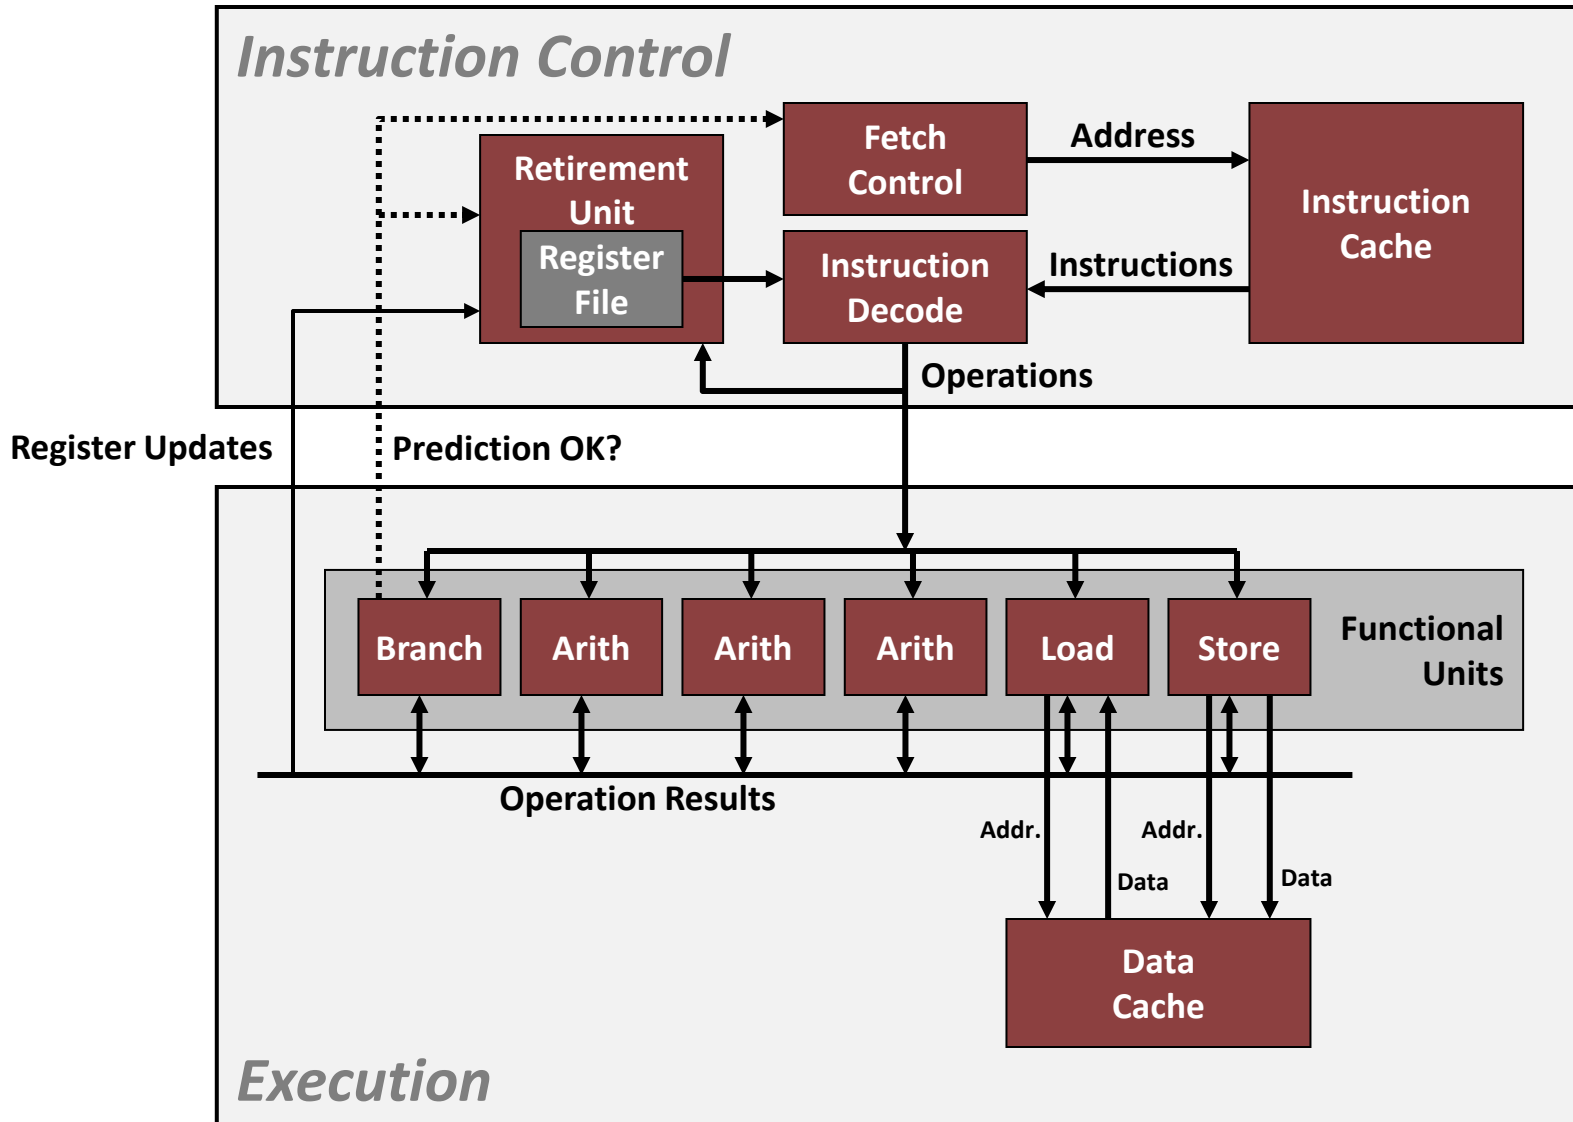 Instruction Control
Fetch
Control
Address
Instruction
Cache
Retirement
Unit
Register
File
Instruction
Decode
Instructions
Operations
Register Updates
Prediction OK?
Branch
Arith
Arith
Arith
Load
Store
Functional
Units
Operation Results
Addr.
Addr.
Data
Data
Data
Cache
Execution